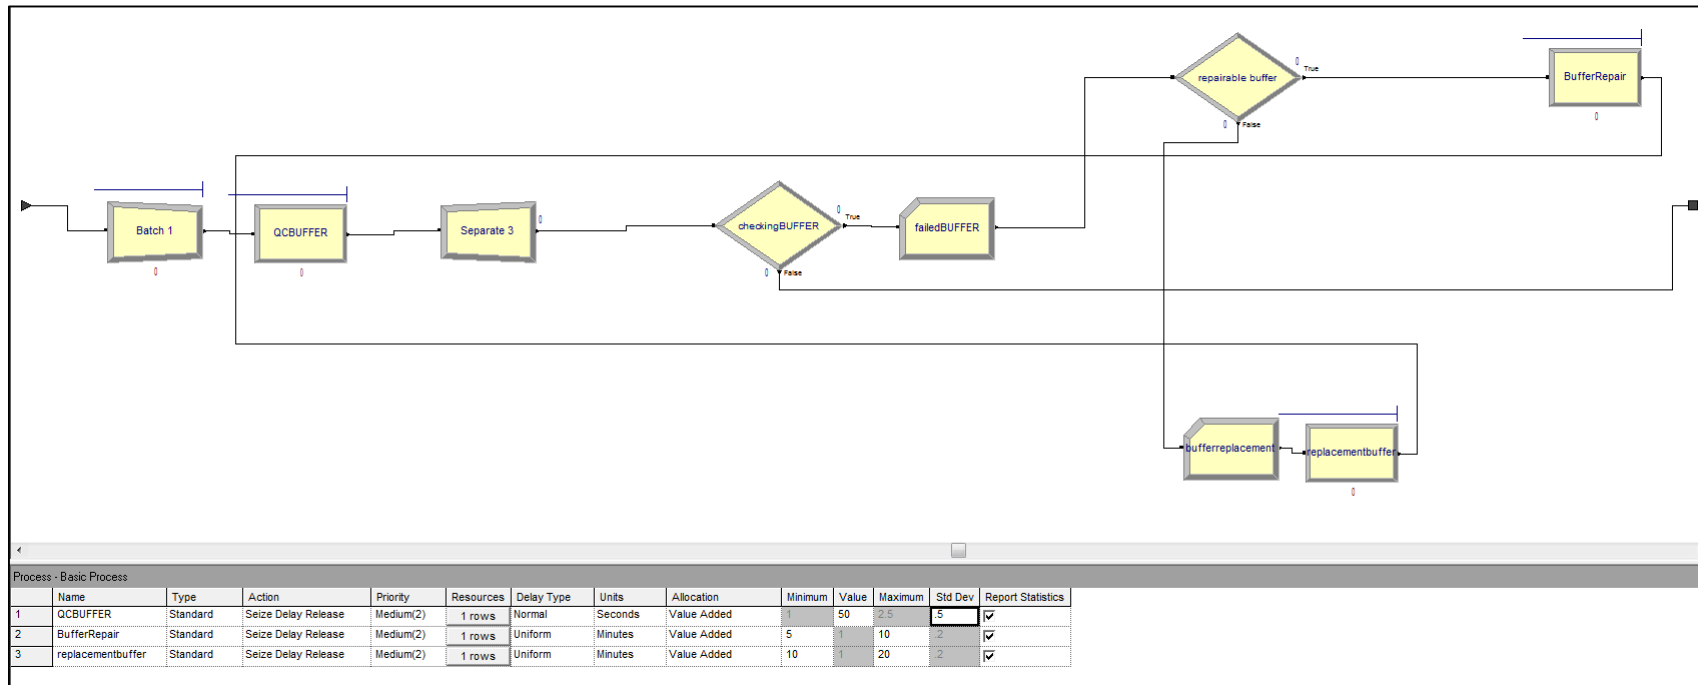 repairable buffer
0
True
0
False
BufferRepair
0
Batch 1
0
QCBUFFER
0
Separate 3
0
checkingBUFFER
0
True
0
False
failedBUFFER
0
bufferreplacement
replacementbuffer
0
Process - Basic Process
Name Type Action Priority Resources Delay Type Units Allocation Minimum Value Maximum Std Dev Report Statistics
1 QCBUFFER Standard Seize Delay Release Medium(2) 1 rows Normal Seconds Value Added 1 50 2.5 .5
2 BufferRepair Standard Seize Delay Release Medium(2) 1 rows Uniform Minutes Value Added 5 1 10 .2
3 replacementbuffer Standard Seize Delay Release Medium(2) 1 rows Uniform Minutes Value Added 10 1 20 .2